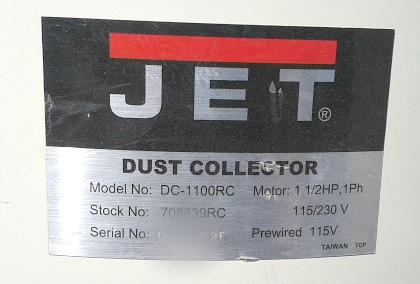 JET®
DUST COLLECTOR
Model No: DC-1100RC Motor: 1 1/2HP,1Ph
Stock No: 708639RC 115/230 V
Serial No: Prewired 115V
TAIWAN TCP